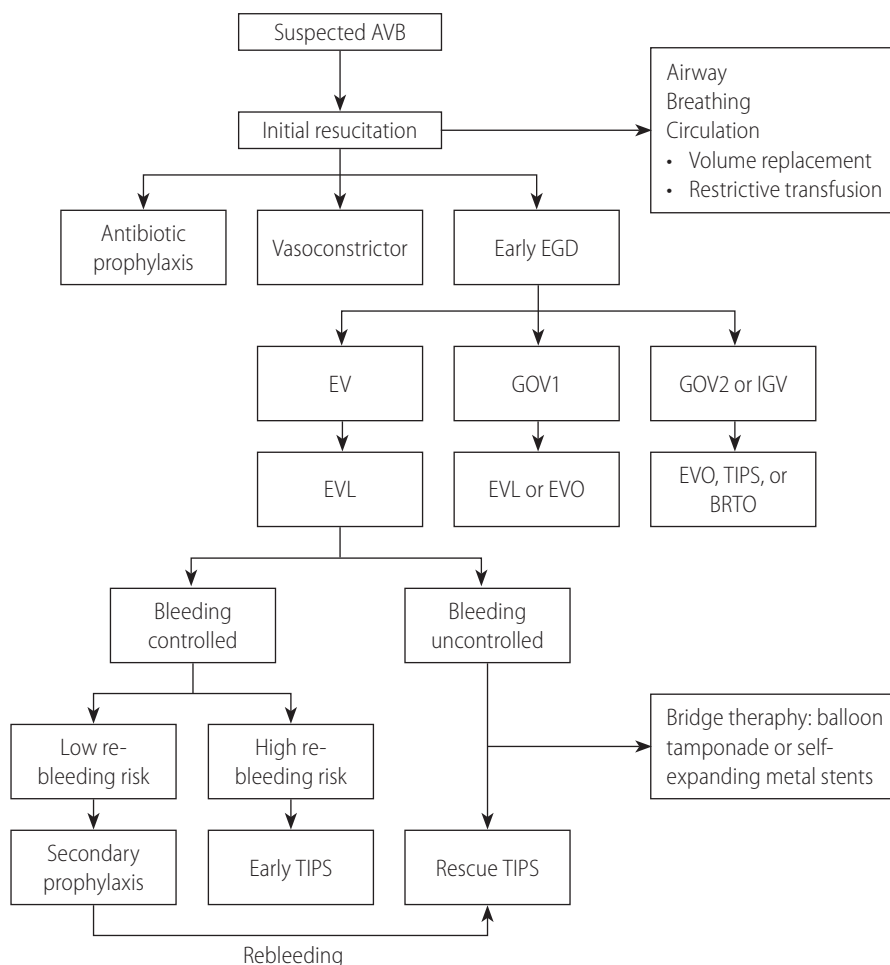 Suspected AVB
Initial resucitation
Airway
Breathing
Circulation
• Volume replacement
• Restrictive transfusion
Antibiotic
prophylaxis
Vasoconstrictor
Early EGD
EV
GOV1
GOV2 or IGV
EVL
EVL or EVO
EVO, TIPS, or
BRTO
Bleeding
controlled
Bleeding
uncontrolled
Low re-
bleeding risk
High re-
bleeding risk
Bridge theraphy: balloon
tamponade or self-
expanding metal stents
Secondary
prophylaxis
Early TIPS
Rescue TIPS
Rebleeding